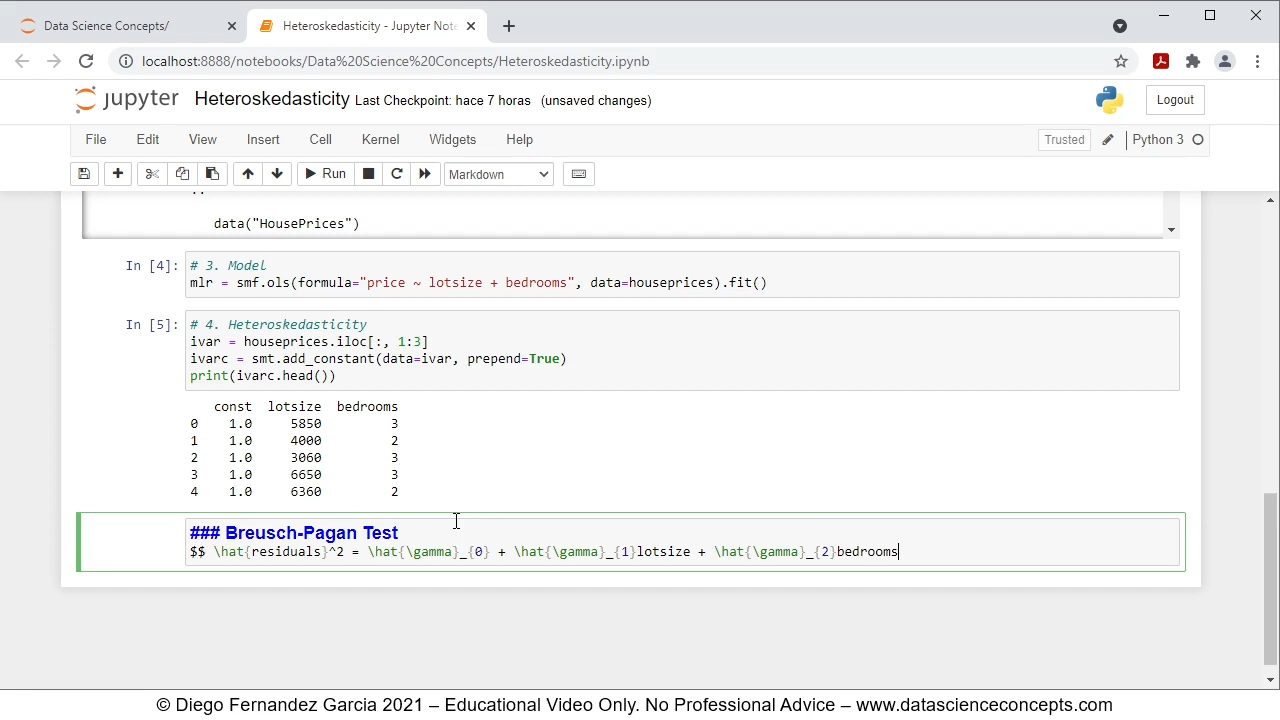 Data Science Concepts/
Heteroskedasticity - Jupyter Note
localhost:8888/notebooks/Data%20Science%20Concepts/Heteroskedasticity.ipynb
jupyter Heteroskedasticity Last Checkpoint: hace 7 horas (unsaved changes)
Logout
File Edit View Insert Cell Kernel Widgets Help
Trusted Python 3
Run Markdown
data("HousePrices")
In [4]: # 3. Model
mlr = smf.ols(formula="price ~ lotsize + bedrooms", data=houseprices).fit()
In [5]: # 4. Heteroskedasticity
ivar = houseprices.iloc[:, 1:3]
ivarc = smt.add_constant(data=ivar, prepend=True)
print(ivarc.head())
const lotsize bedrooms
0 1.0 5850 3
1 1.0 4000 2
2 1.0 3060 3
3 1.0 6650 3
4 1.0 6360 2
### Breusch-Pagan Test
$$ \hat{residuals}^2 = \hat{\gamma}_{0} + \hat{\gamma}_{1}lotsize + \hat{\gamma}_{2}bedrooms
© Diego Fernandez Garcia 2021 – Educational Video Only. No Professional Advice – www.datascienceconcepts.com